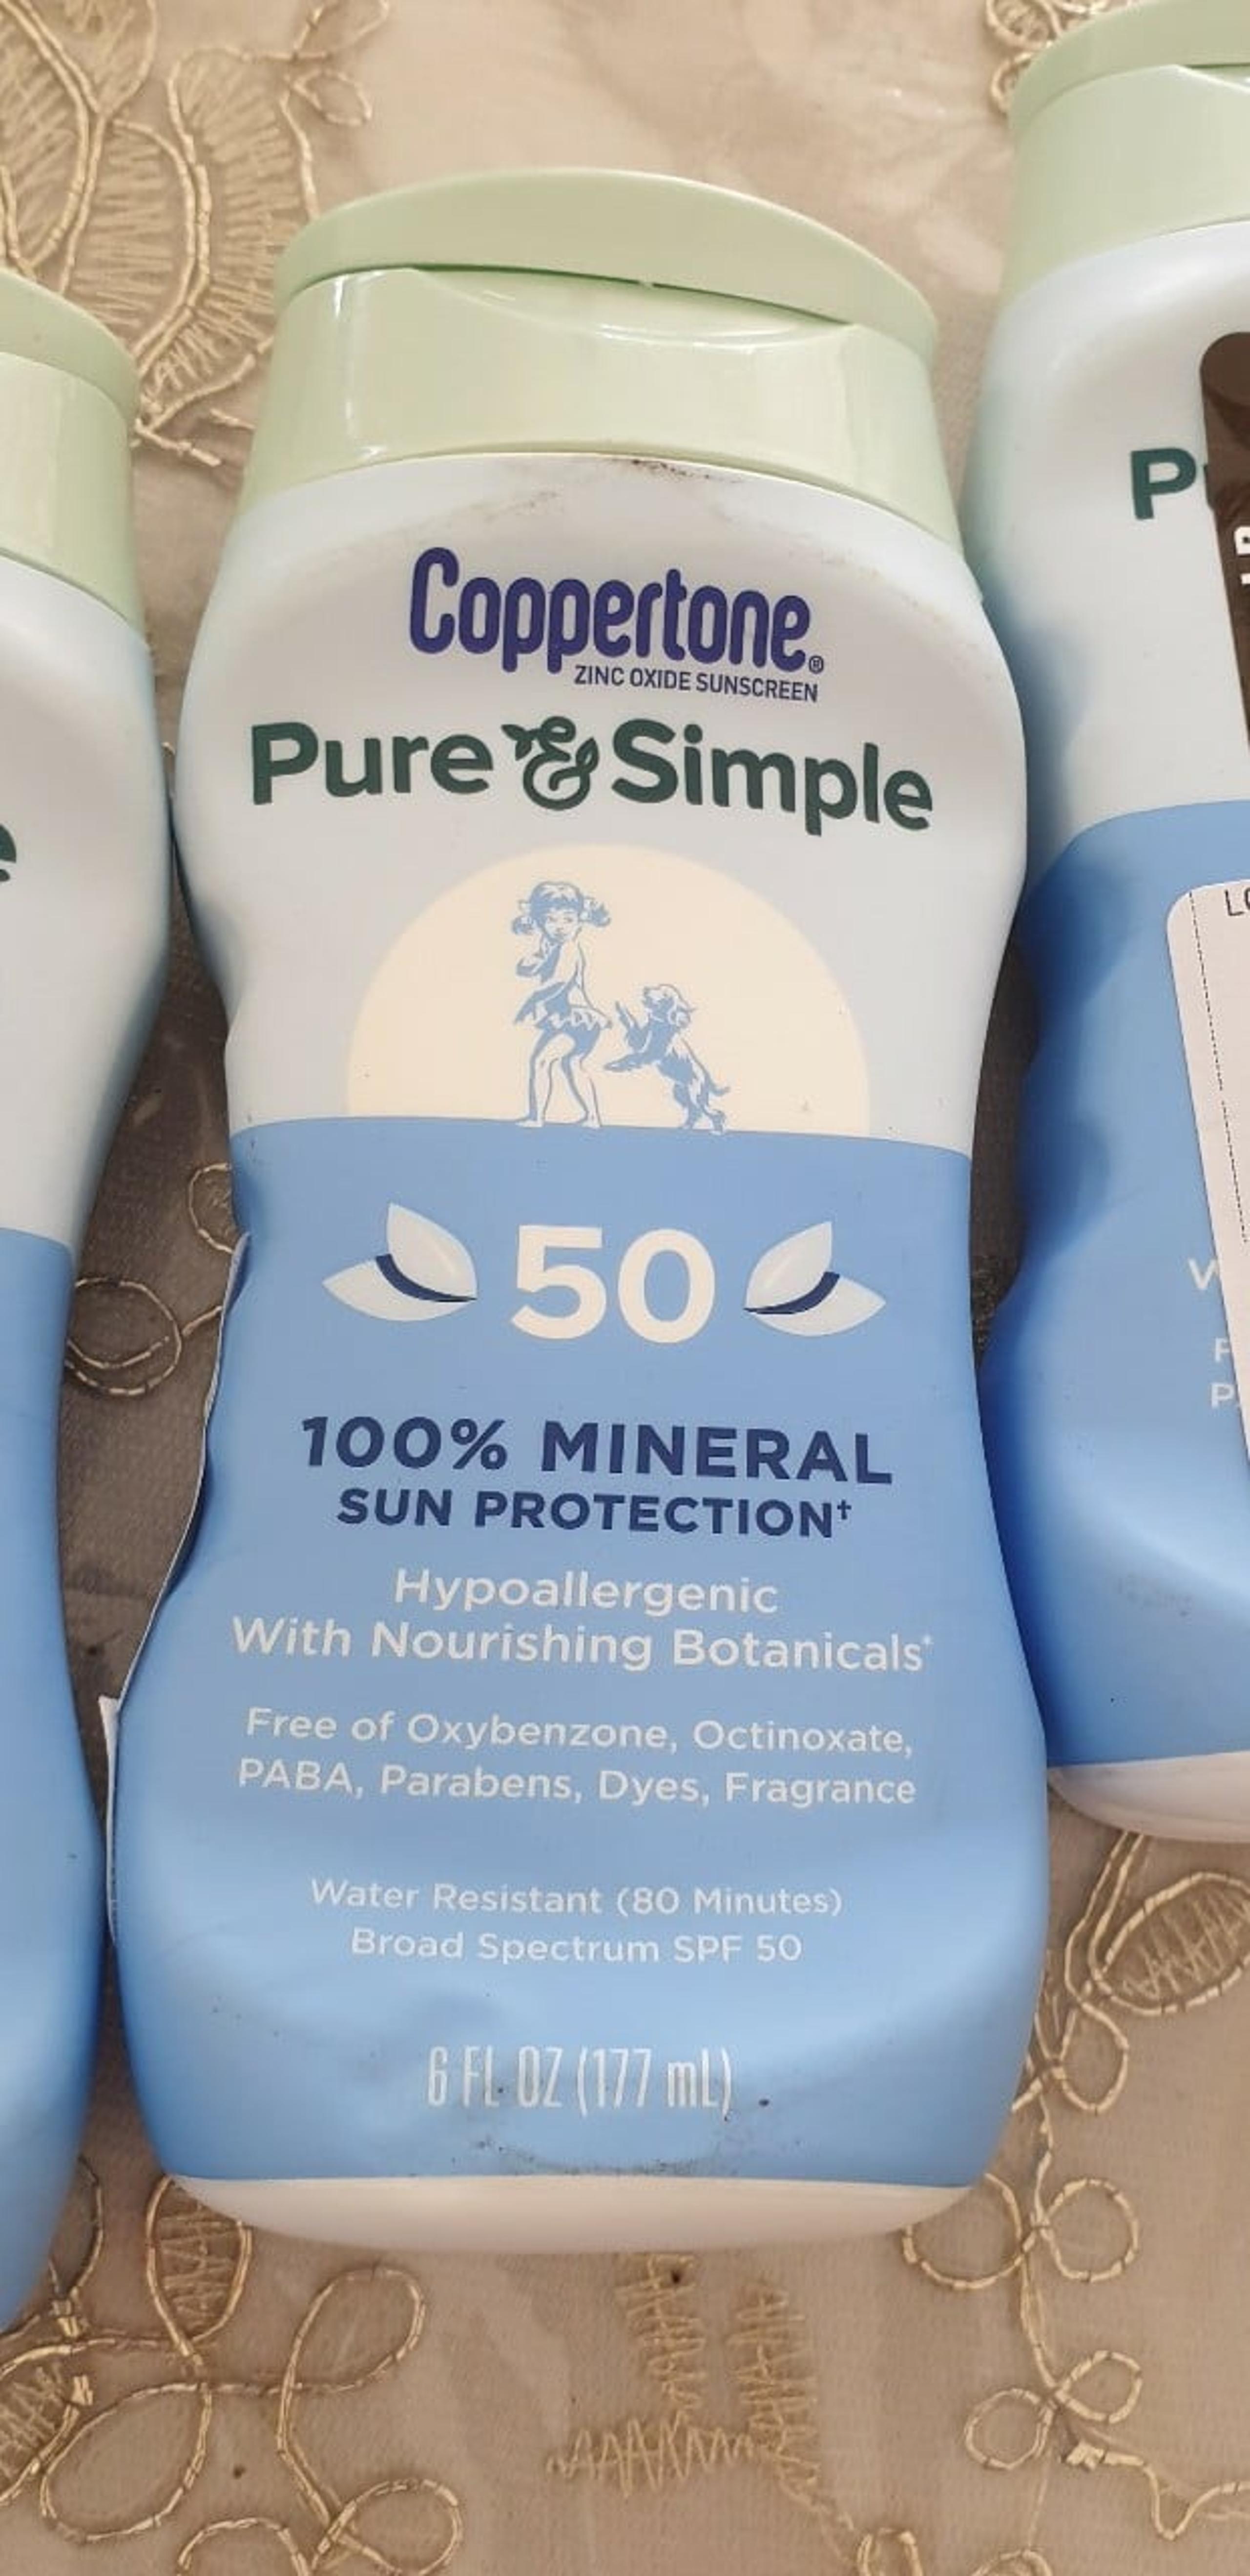 Coppertone®
ZINC OXIDE SUNSCREEN
Pure & Simple
50
100% MINERAL
SUN PROTECTION†
Hypoallergenic
With Nourishing Botanicals*
Free of Oxybenzone, Octinoxate,
PABA, Parabens, Dyes, Fragrance
Water Resistant (80 Minutes)
Broad Spectrum SPF 50
6 FL OZ (177 mL)